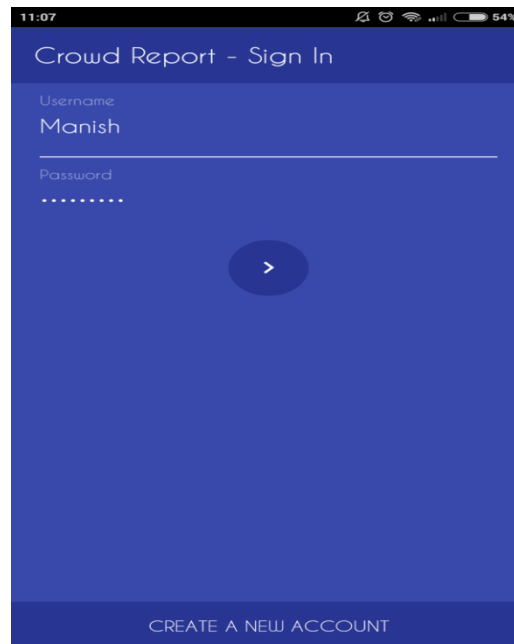 11:07
54%
Crowd Report - Sign In
Username
Manish
Password
.........
>
CREATE A NEW ACCOUNT